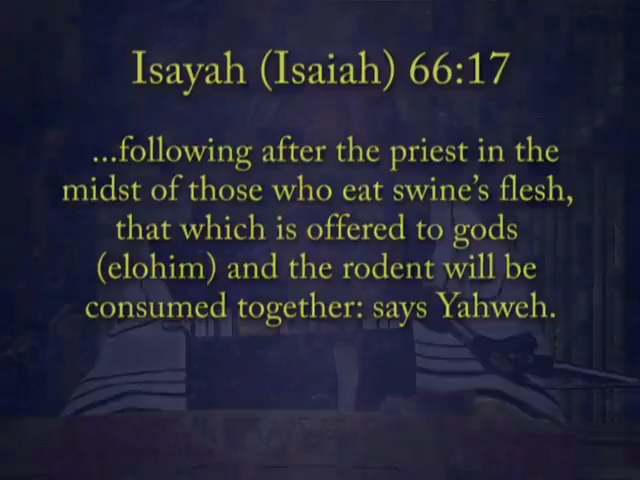 Isayah (Isaiah) 66:17
...following after the priest in the
midst of those who eat swine's flesh,
that which is offered to gods
(elohim) and the rodent will be
consumed together: says Yahweh.